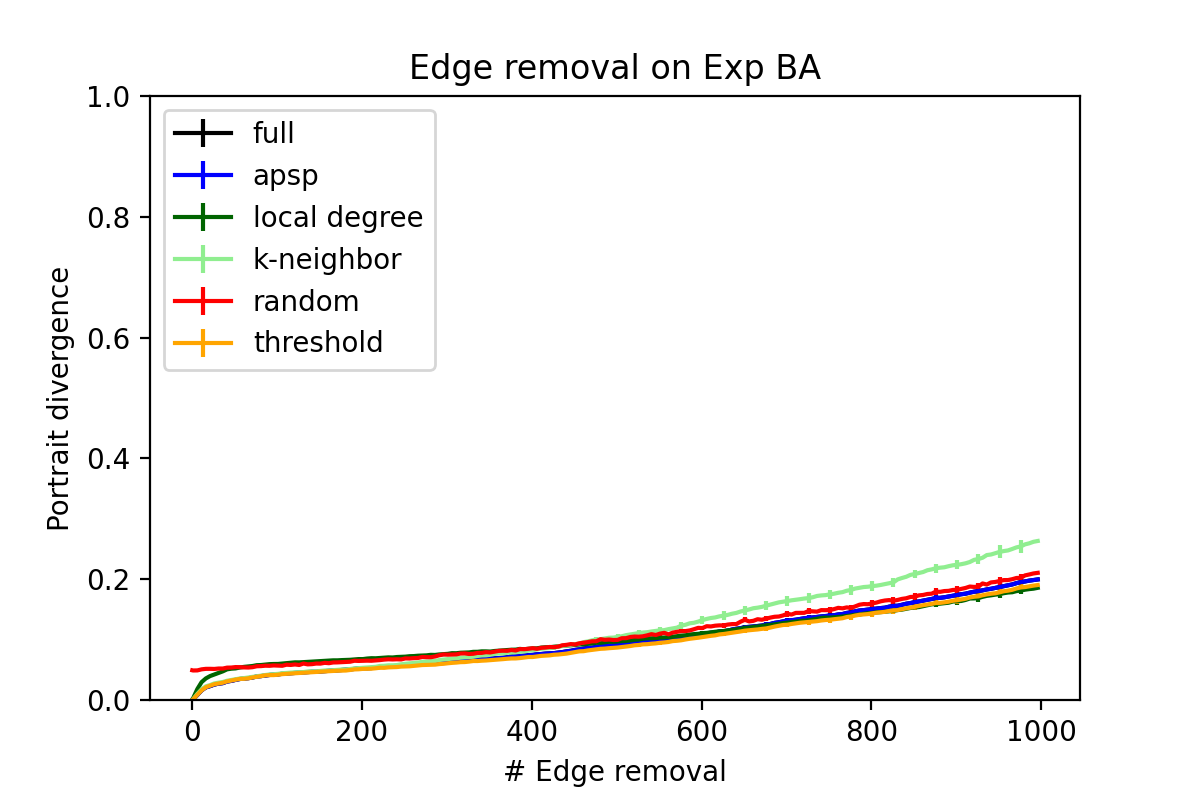 Edge removal on Exp BA
1.0
0.8
0.6
0.4
0.2
0.0
Portrait divergence
full
apsp
local degree
k-neighbor
random
threshold
0 200 400 600 800 1000
# Edge removal